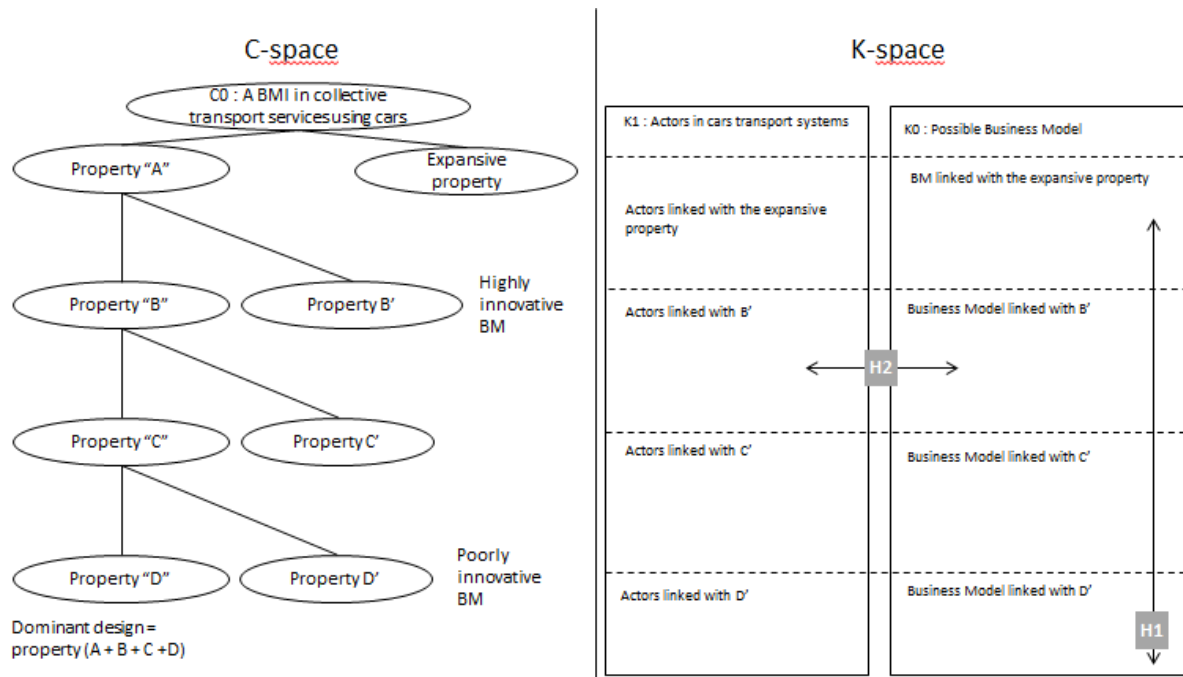 C-space
C0 : A BMI in collective
transport services using cars
Property “A”
Expansive
property
Property “B”
Property B’
Highly
innovative
BM
Property “C”
Property C’
Property “D”
Property D’
Poorly
innovative
BM
Dominant design =
property (A + B + C +D)
K-space
K1 : Actors in cars transport systems
K0 : Possible Business Model
Actors linked with the expansive
property
BM linked with the expansive property
Actors linked with B’
Business Model linked with B’
H2
Actors linked with C’
Business Model linked with C’
Actors linked with D’
Business Model linked with D’
H1